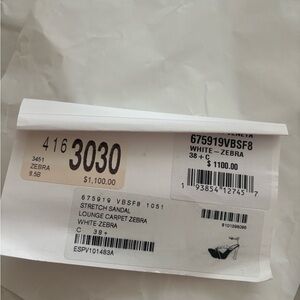 416 3030
3451
ZEBRA
8.5B
$1,100.00
VENETA
675919VBSF8
WHITE-ZEBRA
38+C
$ 1100.00
1 93854 12745 7
675919 VBSF8 1051
STRETCH SANDAL
LOUNGE CARPET ZEBRA
WHITE-ZEBRA
C 38+
ESPV101483A